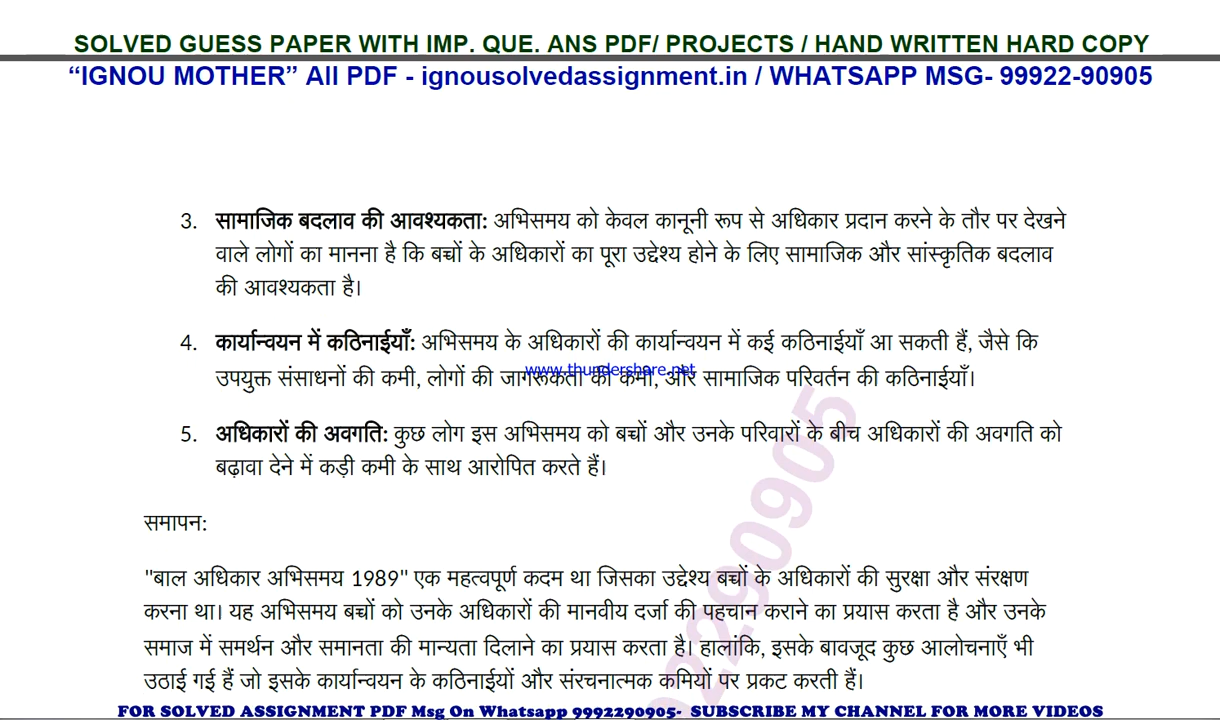 SOLVED GUESS PAPER WITH IMP. QUE. ANS PDF/ PROJECTS / HAND WRITTEN HARD COPY
“IGNOU MOTHER” All PDF - ignousolvedassignment.in / WHATSAPP MSG- 99922-90905
3. सामाजिक बदलाव की आवश्यकता: अभिसमय को केवल कानूनी रूप से अधिकार प्रदान करने के तौर पर देखने
वाले लोगों का मानना है कि बच्चों के अधिकारों का पूरा उद्देश्य होने के लिए सामाजिक और सांस्कृतिक बदलाव
की आवश्यकता है।
4. कार्यान्वयन में कठिनाईयाँ: अभिसमय के अधिकारों की कार्यान्वयन में कई कठिनाईयाँ आ सकती हैं, जैसे कि
www.thundershare.net
उपयुक्त संसाधनों की कमी, लोगों की जागरूकता की कमी, और सामाजिक परिवर्तन की कठिनाईयाँ।
5. अधिकारों की अवगति: कुछ लोग इस अभिसमय को बच्चों और उनके परिवारों के बीच अधिकारों की अवगति को
बढ़ावा देने में कड़ी कमी के साथ आरोपित करते हैं।
समापन:
"बाल अधिकार अभिसमय 1989" एक महत्वपूर्ण कदम था जिसका उद्देश्य बच्चों के अधिकारों की सुरक्षा और संरक्षण
करना था। यह अभिसमय बच्चों को उनके अधिकारों की मानवीय दर्जा की पहचान कराने का प्रयास करता है और उनके
समाज में समर्थन और समानता की मान्यता दिलाने का प्रयास करता है। हालांकि, इसके बावजूद कुछ आलोचनाएँ भी
उठाई गई हैं जो इसके कार्यान्वयन के कठिनाईयों और संरचनात्मक कमियों पर प्रकट करती हैं।
2290905
FOR SOLVED ASSIGNMENT PDF Msg On Whatsapp 9992290905- SUBSCRIBE MY CHANNEL FOR MORE VIDEOS